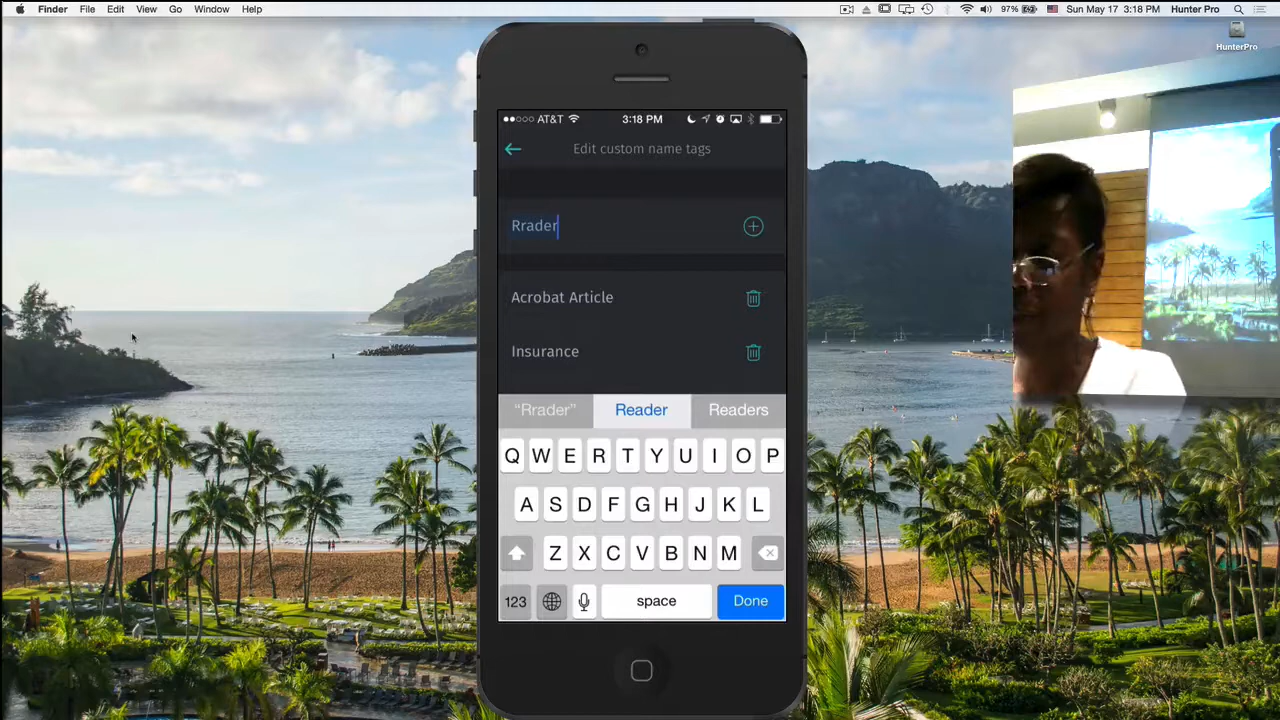 Finder File Edit View Go Window Help 97% Sun May 17 3:18 PM Hunter Pro
HunterPro
AT&T 3:18 PM
Edit custom name tags
Rrader
Acrobat Article
Insurance
“Rrader” Reader Readers
Q W E R T Y U I O P
A S D F G H J K L
Z X C V B N M
123 space Done